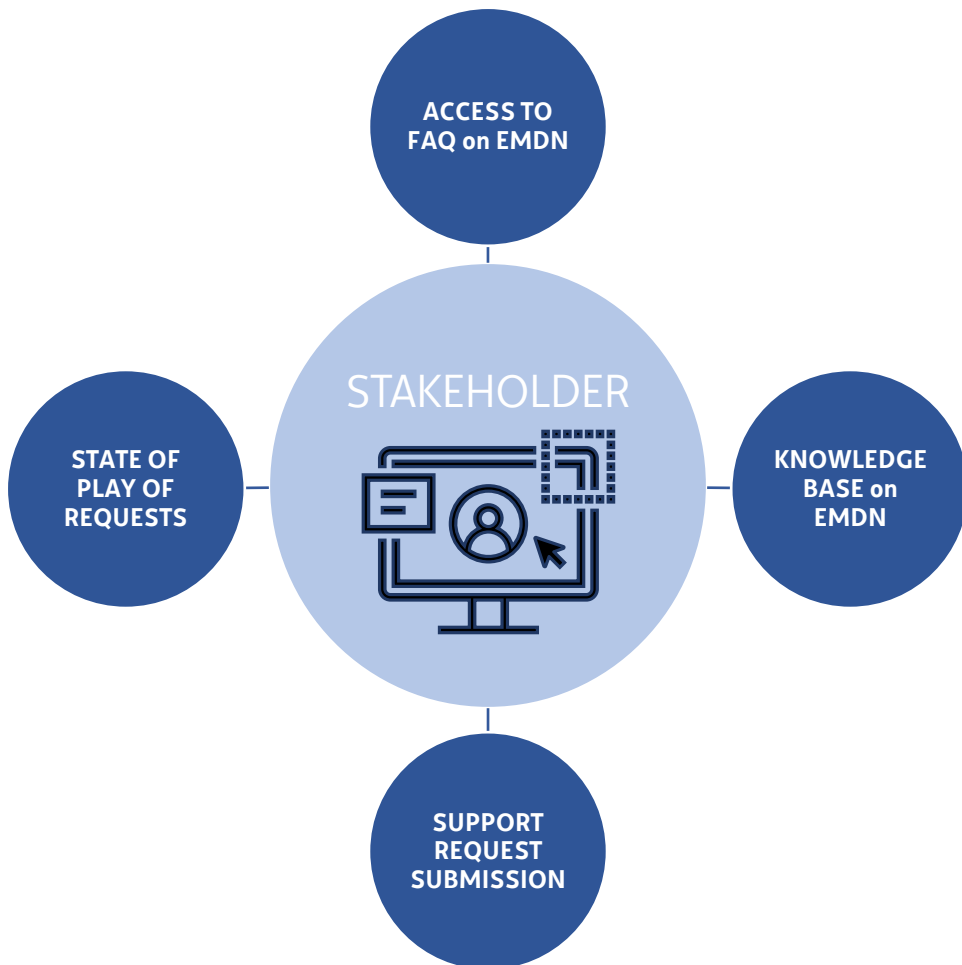 ACCESS TO
FAQ on EMDN
STAKEHOLDER
STATE OF
PLAY OF
REQUESTS
KNOWLEDGE
BASE on
EMDN
SUPPORT
REQUEST
SUBMISSION